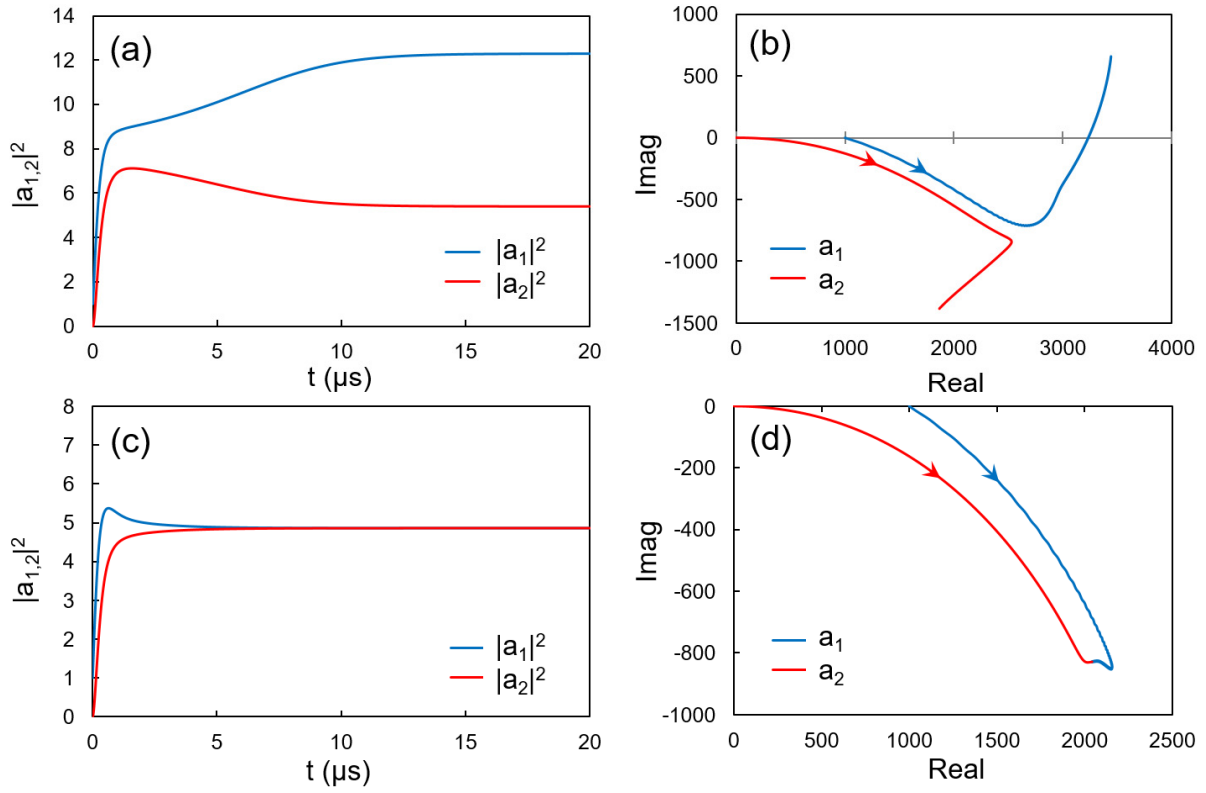 (a)
|a₁,₂|²
14
12
10
8
6
4
2
0
0 5 10 15 20
t (μs)
|a₁|²
|a₂|²
(b)
Imag
1000
500
0
-500
-1000
-1500
0 1000 2000 3000 4000
Real
a₁
a₂
(c)
|a₁,₂|²
8
7
6
5
4
3
2
1
0
0 5 10 15 20
t (μs)
|a₁|²
|a₂|²
(d)
Imag
0
-200
-400
-600
-800
-1000
0 500 1000 1500 2000 2500
Real
a₁
a₂